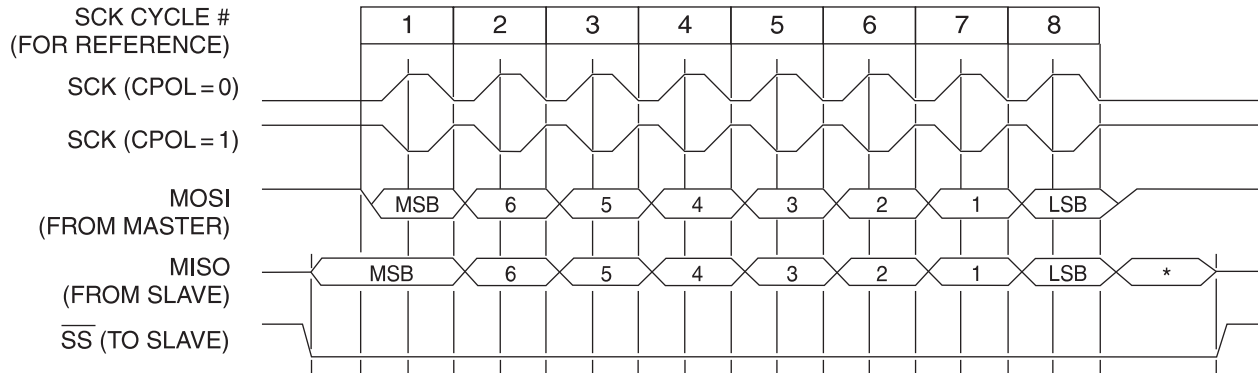 SCK CYCLE # 1 2 3 4 5 6 7 8
(FOR REFERENCE)
SCK (CPOL = 0)
SCK (CPOL = 1)
MOSI MSB 6 5 4 3 2 1 LSB
(FROM MASTER)
MISO MSB 6 5 4 3 2 1 LSB *
(FROM SLAVE)
S̅S̅ (TO SLAVE)